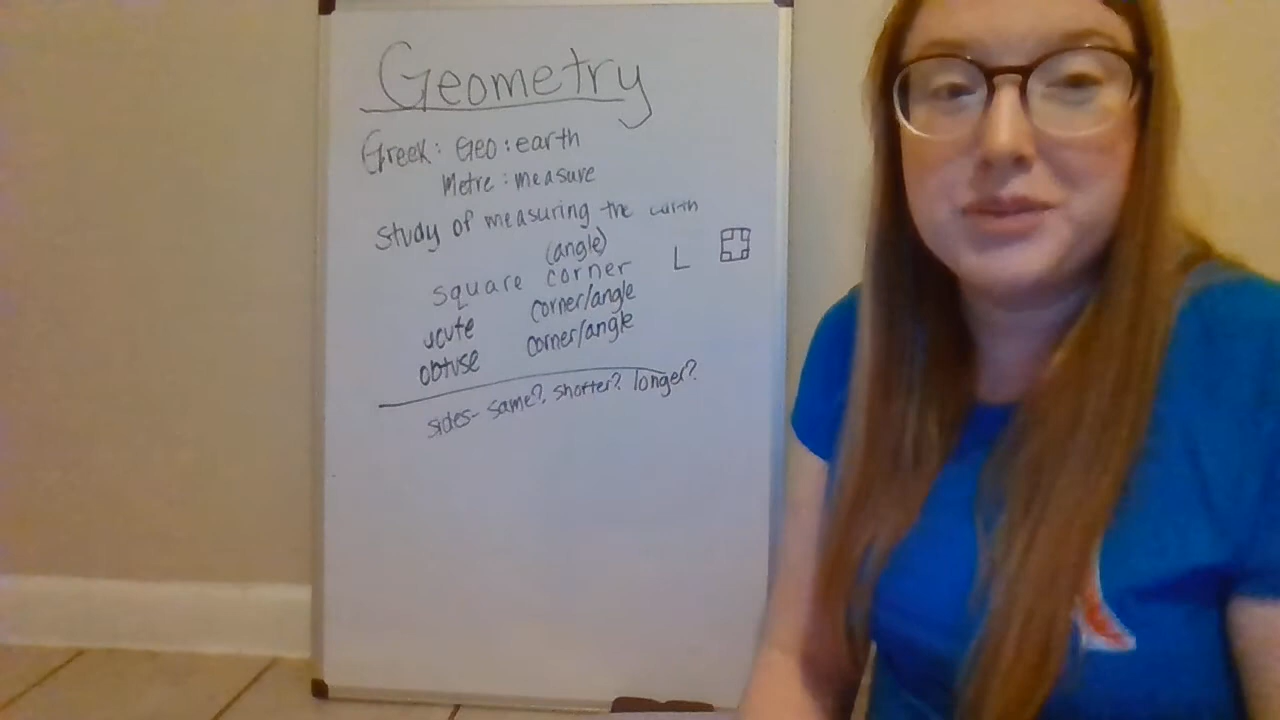 Geometry
Greek: Geo: earth
Metre: measure
study of measuring the earth
(angle)
square corner L
acute corner/angle
obtuse corner/angle
sides- same?, shorter? longer?